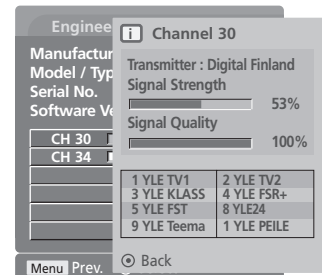 Enginee
Manufactur
Model / Typ
Serial No.
Software Ve
CH 30
CH 34
Menu Prev.
i Channel 30
Transmitter : Digital Finland
Signal Strength
53%
Signal Quality
100%
1 YLE TV1 2 YLE TV2
3 YLE KLASS 4 YLE FSR+
5 YLE FST 8 YLE24
9 YLE Teema 1 YLE PEILE
Back